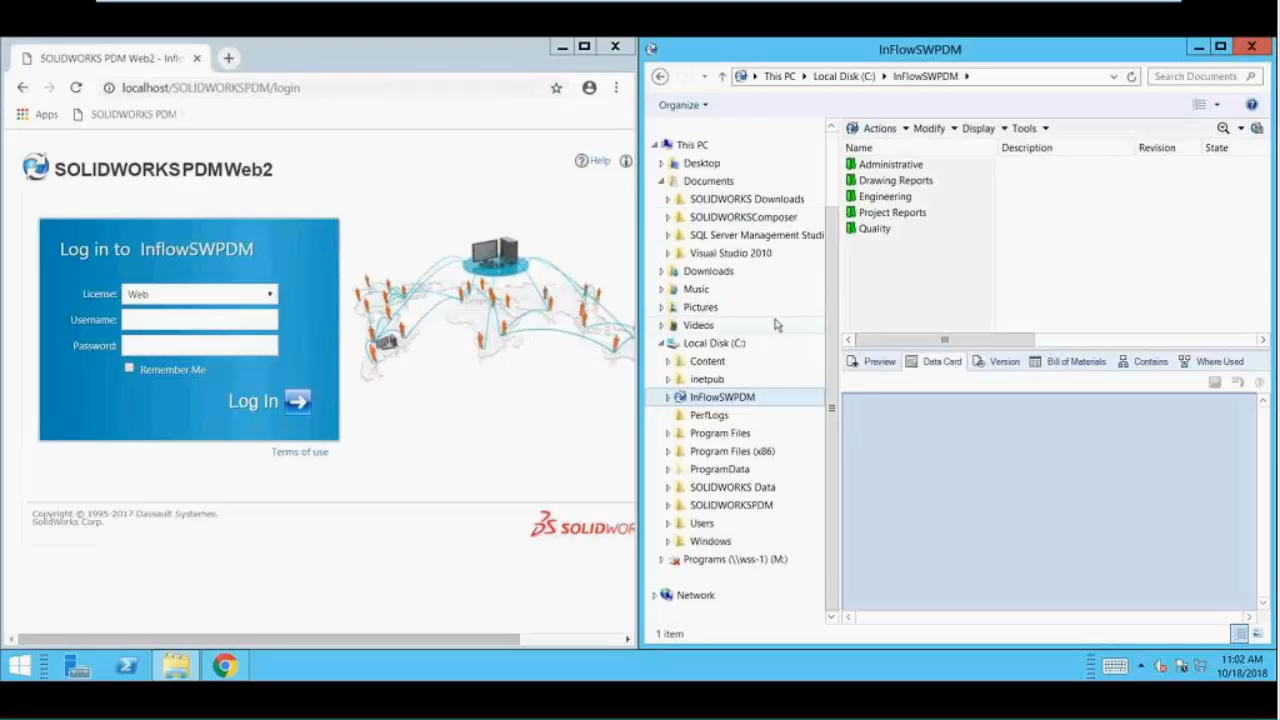 SOLIDWORKS PDM Web2 - Infl
localhost/SOLIDWORKSPDM/login
Apps SOLIDWORKS PDM
SOLIDWORKS PDM Web2
Help
Log in to InflowSWPDM
License: Web
Username:
Password:
Remember Me
Log In
Terms of use
Copyright © 1995-2017 Dassault Systemes.
SolidWorks Corp.
SOLIDWOR
InFlowSWPDM
This PC Local Disk (C:) InFlowSWPDM
Search Documents
Organize
This PC
Desktop
Documents
SOLIDWORKS Downloads
SOLIDWORKSComposer
SQL Server Management Studi
Visual Studio 2010
Downloads
Music
Pictures
Videos
Local Disk (C:)
Content
inetpub
InFlowSWPDM
PerfLogs
Program Files
Program Files (x86)
ProgramData
SOLIDWORKS Data
SOLIDWORKSPDM
Users
Windows
Programs (\\wss-1) (M:)
Network
Actions Modify Display Tools
Name Description Revision State
Administrative
Drawing Reports
Engineering
Project Reports
Quality
Preview Data Card Version Bill of Materials Contains Where Used
1 item
11:02 AM
10/18/2018